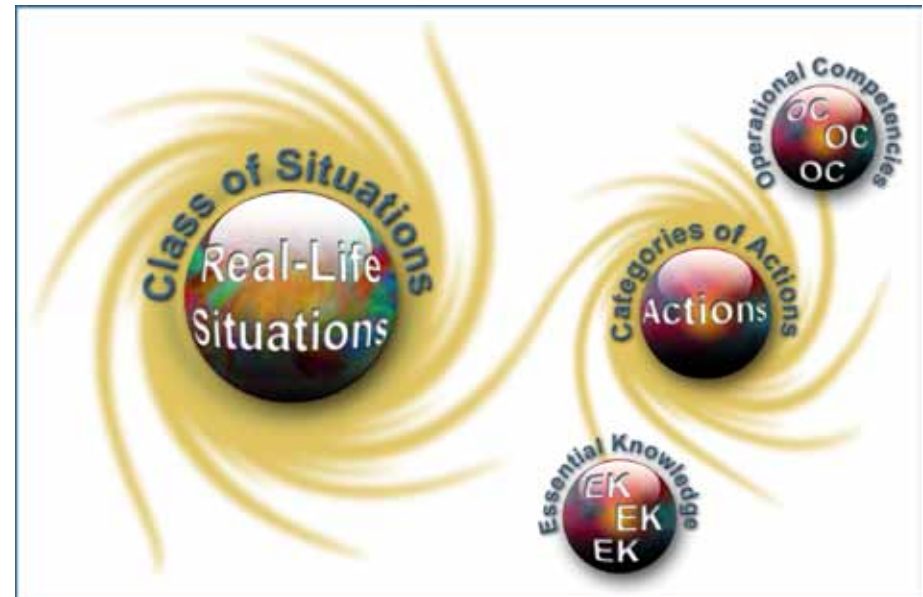 Class of Situations
Real-Life
Situations
Operational Competencies
OC
OC
OC
Categories of Actions
Actions
Essential Knowledge
EK
EK
EK